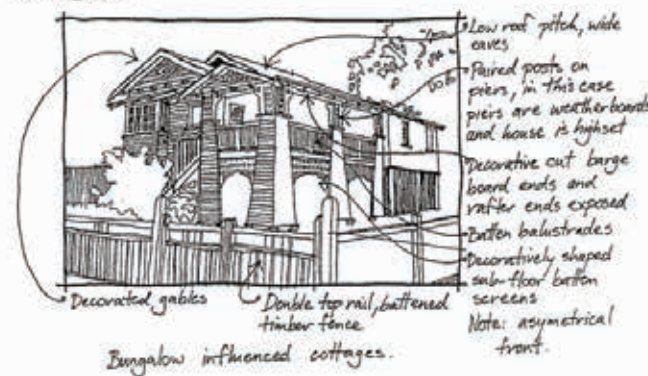 Low roof pitch, wide
eaves
Paired posts on
piers, in this case
piers are weatherboards
and house is highset
Decorative cut barge
board ends and
rafter ends exposed
Batten balustrades
Decoratively shaped
sub-floor batten
screens
Note: asymetrical
front.
Decorated gables
Double top rail, battened
timber fence
Bungalow influenced cottages.